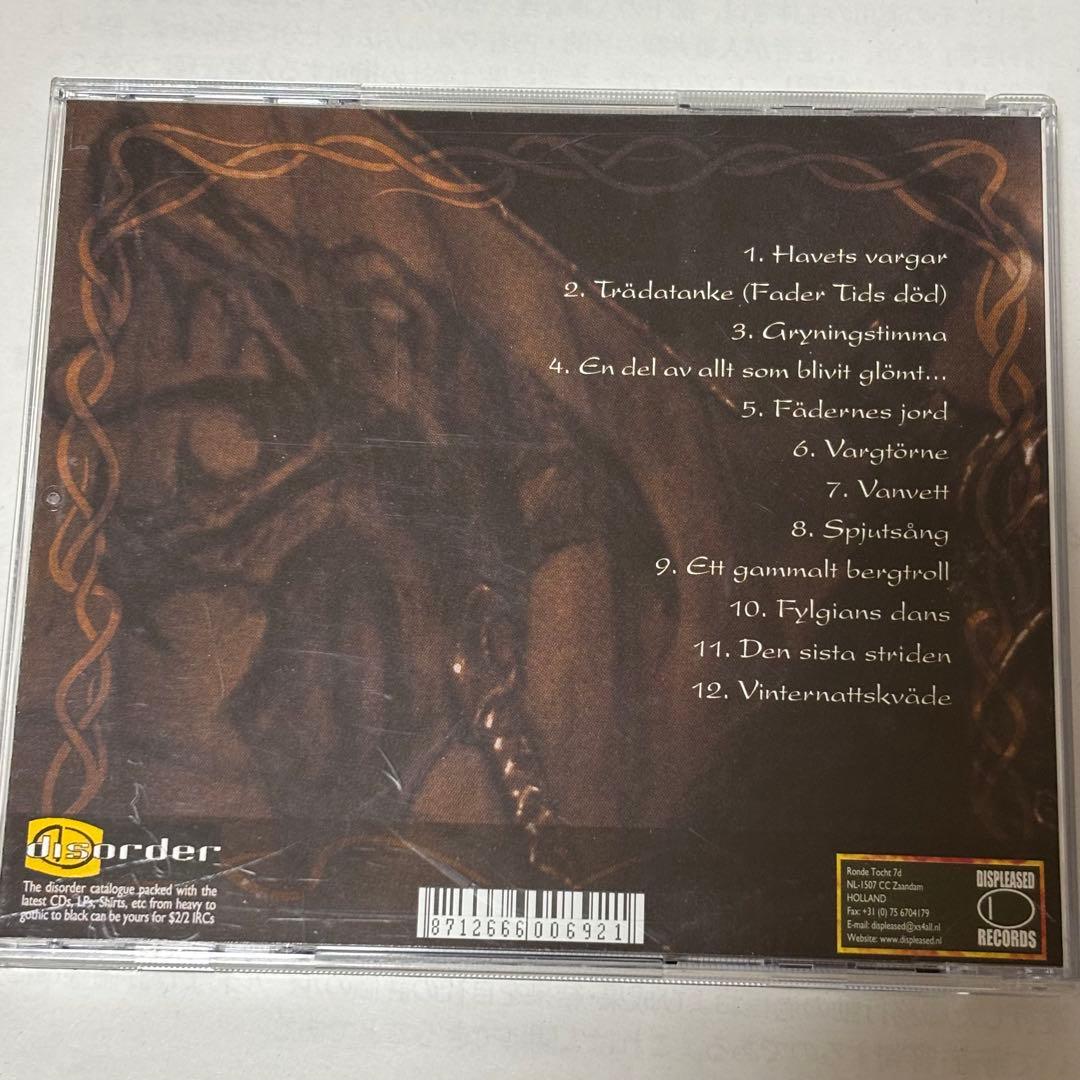 1. Havets vargar
2. Trädatanke (Fader Tids död)
3. Gryningstimma
4. En del av allt som blivit glömt...
5. Fädernes jord
6. Vargtörne
7. Vanvett
8. Spjutsång
9. Ett gammalt bergtroll
10. Fylgians dans
11. Den sista striden
12. Vinternattskväde
disorder
The disorder catalogue packed with the
latest CDs, LPs, Shirts, etc from heavy to
gothic to black can be yours for $2/2 IRCs
8712666 006921
Ronde Tocht 7d
NL-1507 CC Zaandam
HOLLAND
Fax: +31 (0) 75 6704179
E-mail: displeased@xs4all.nl
Website: www.displeased.nl
DISPLEASED
RECORDS